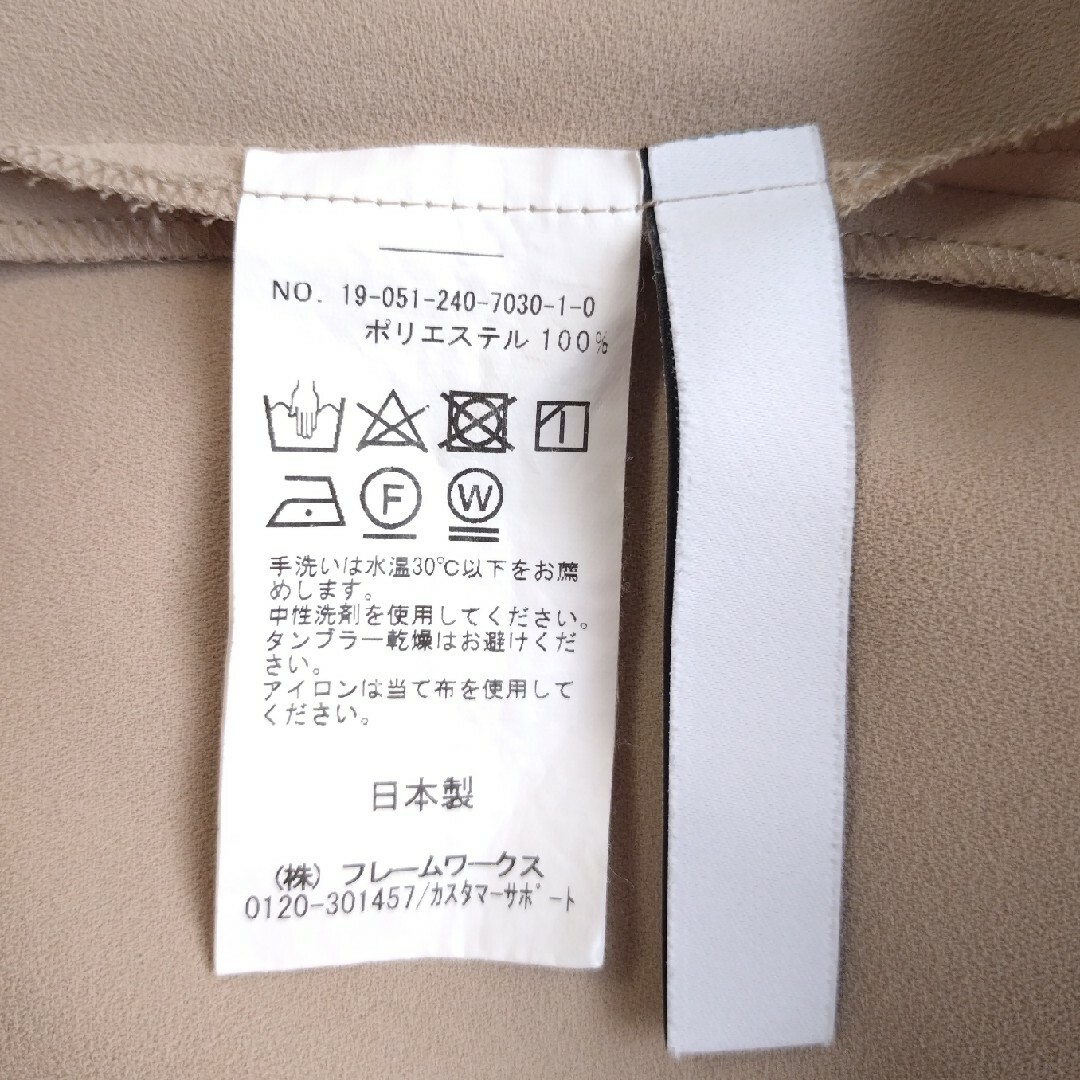 NO. 19-051-240-7030-1-0
ポリエステル 100%
F W
手洗いは水温30℃以下をお薦
めします。
中性洗剤を使用してください。
タンブラー乾燥はお避けくだ
さい。
アイロンは当て布を使用して
ください。
日本製
(株) フレームワークス
0120-301457/カスタマーサポート